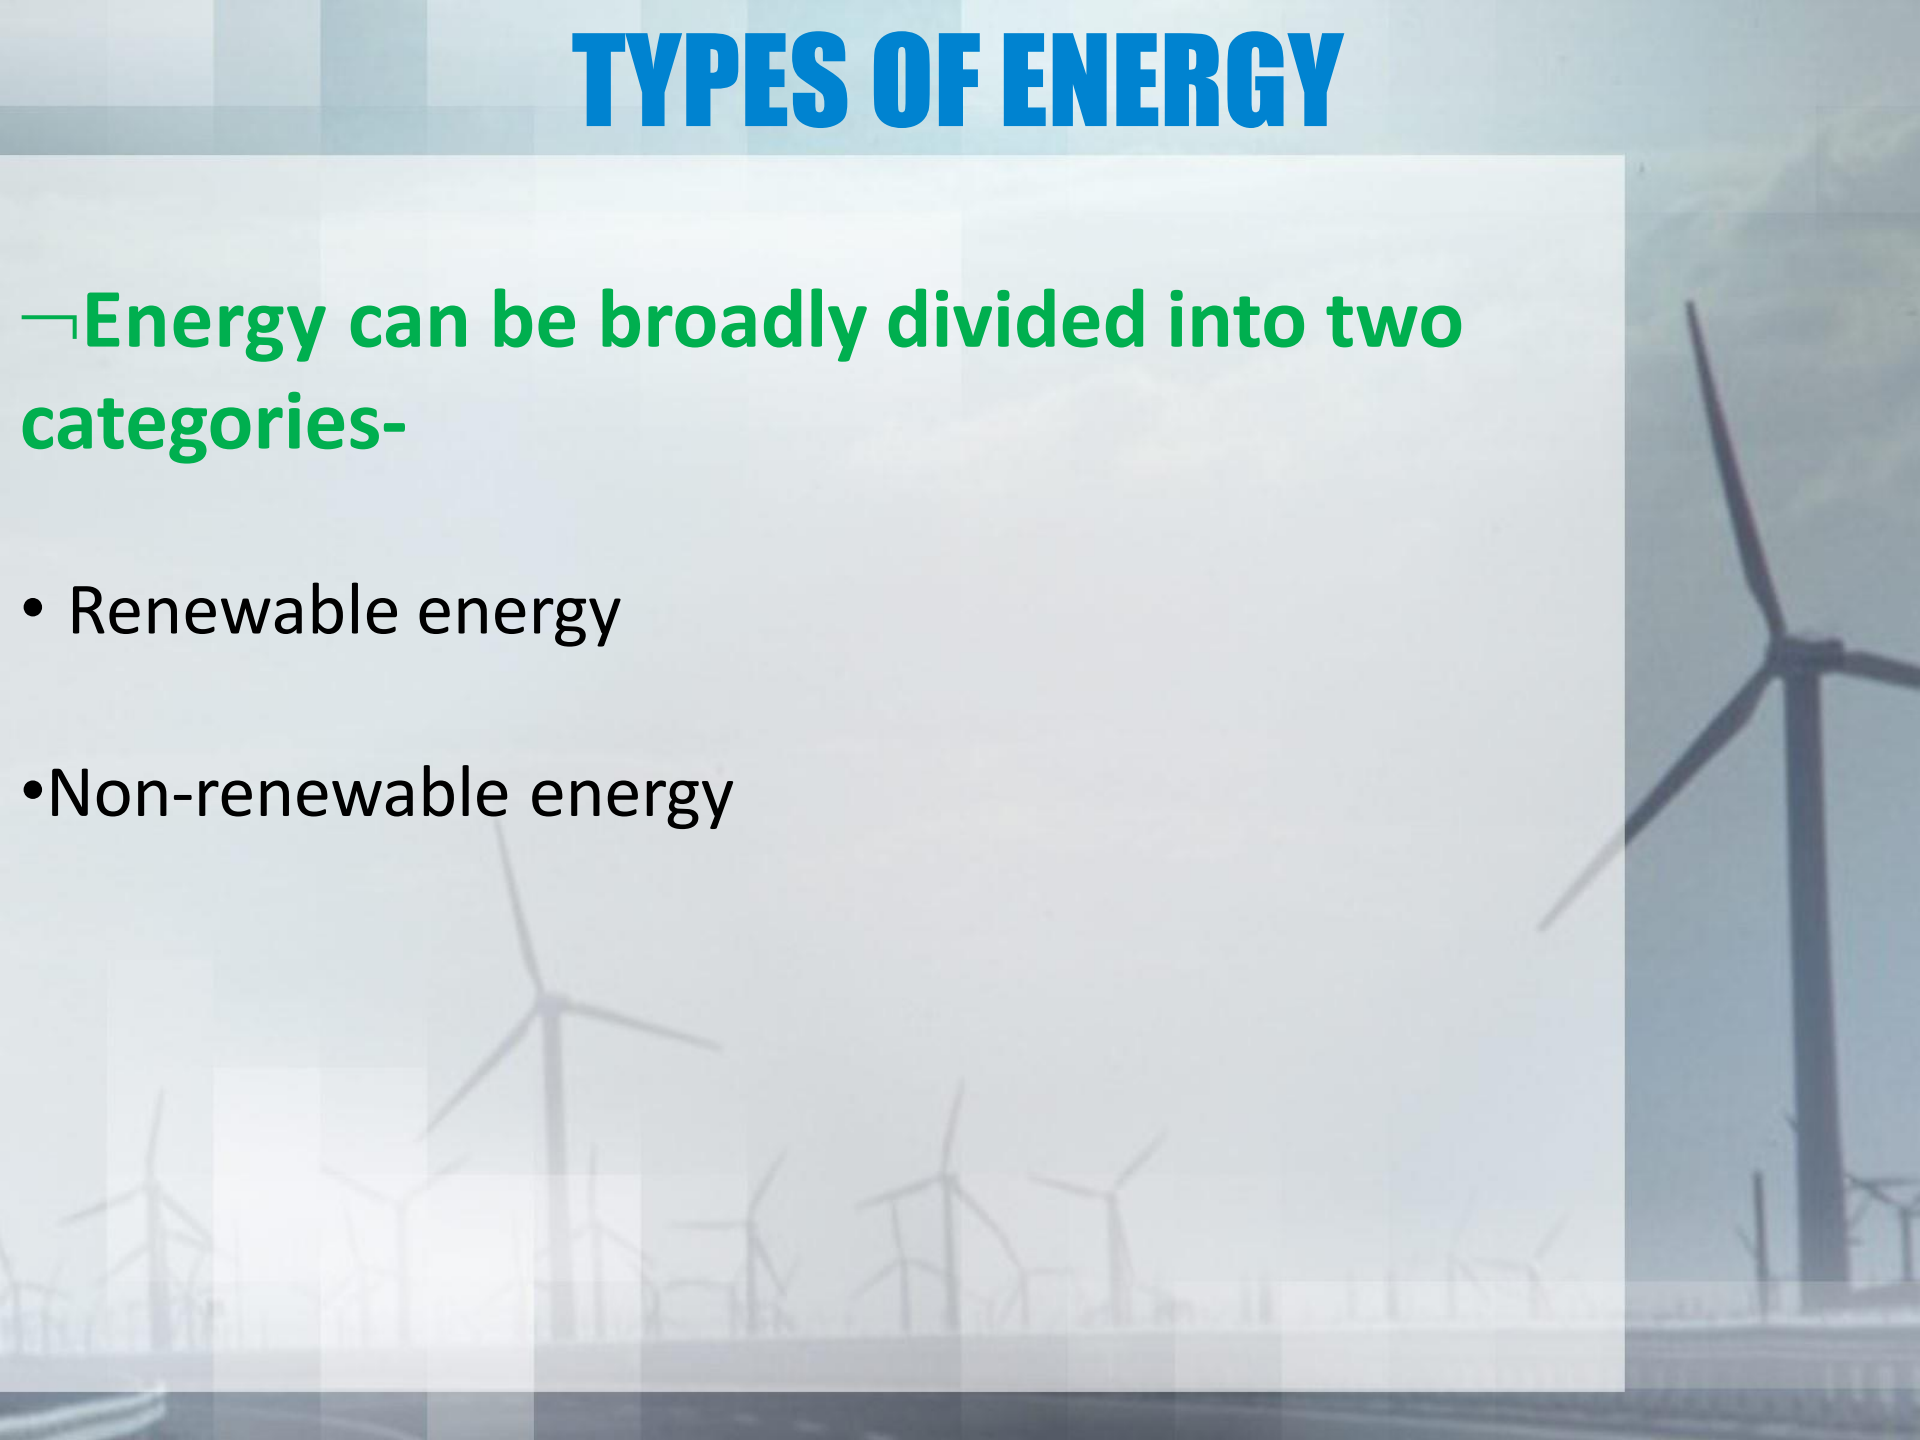 TYPES OF ENERGY
¬Energy can be broadly divided into two
categories-
• Renewable energy
•Non-renewable energy